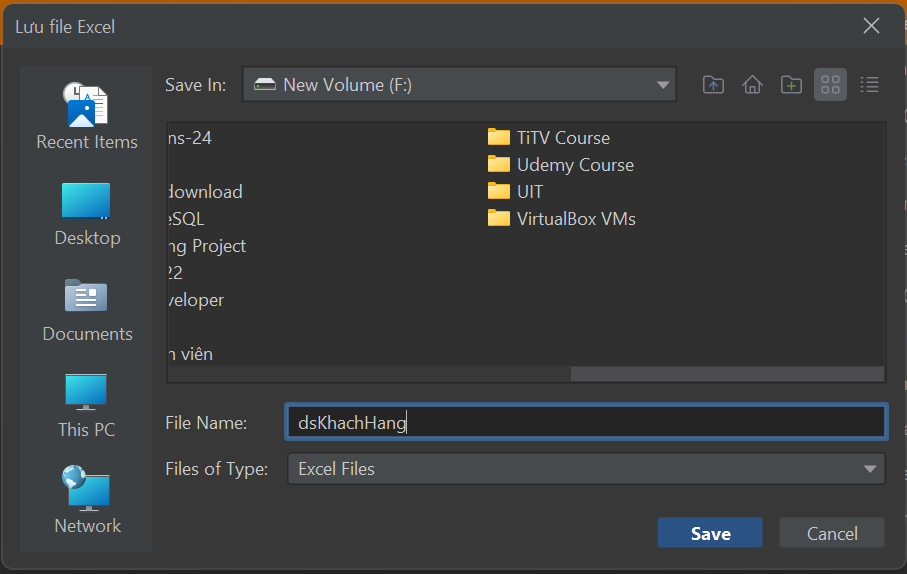 Lưu file Excel
Save In: New Volume (F:)
Recent Items
Desktop
Documents
This PC
Network
ns-24
download
eSQL
ng Project
22
veloper
n viên
TiTV Course
Udemy Course
UIT
VirtualBox VMs
File Name: dsKhachHang
Files of Type: Excel Files
Save Cancel